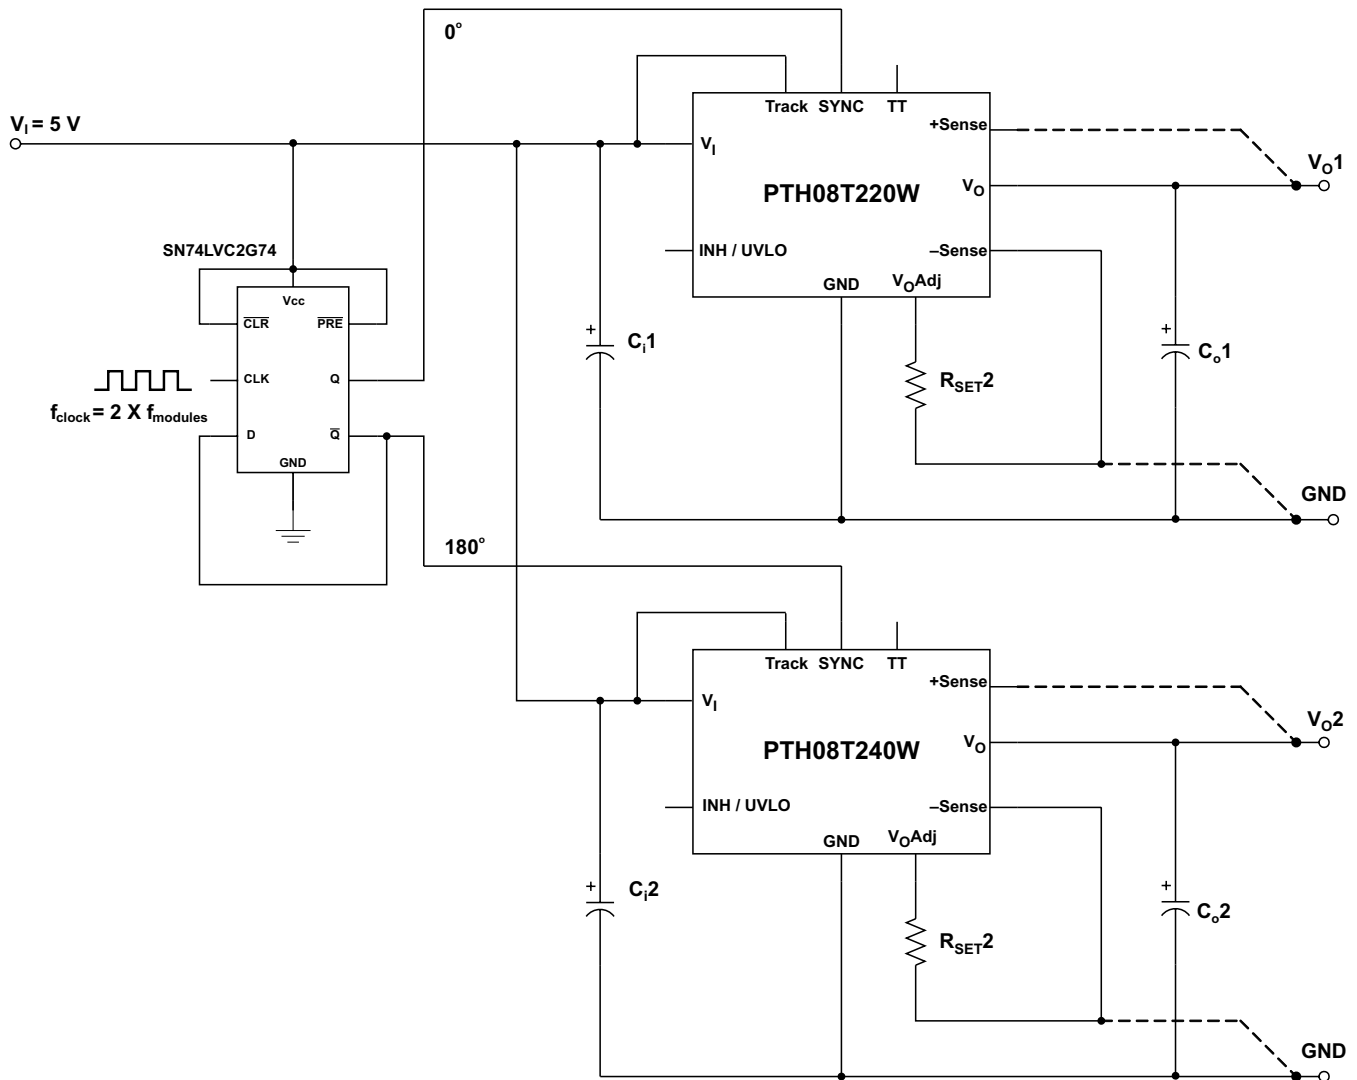 0°
Track SYNC TT
V_I = 5 V
+Sense
V_I
V_O1
PTH08T220W
V_O
SN74LVC2G74
INH / UVLO
–Sense
GND
V_OAdj
Vcc
CLR
PRE
+
C_i1
+
C_o1
CLK
Q
R_SET2
f_clock = 2 X f_modules
D
Q
GND
GND
180°
Track SYNC TT
+Sense
V_I
V_O2
PTH08T240W
V_O
INH / UVLO
–Sense
GND
V_OAdj
+
C_i2
+
C_o2
R_SET2
GND